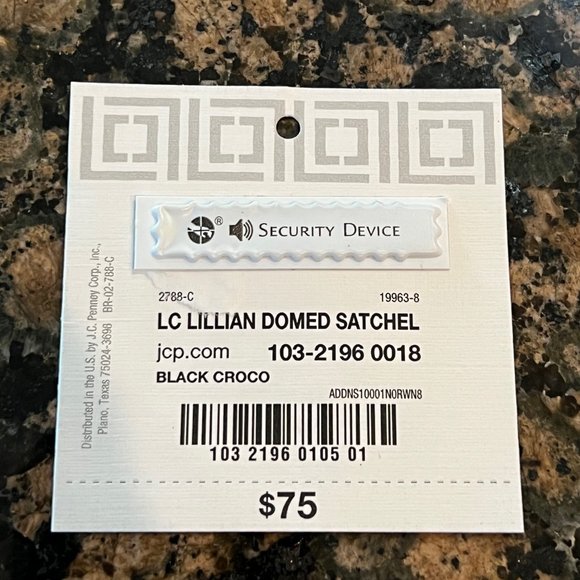 ® SECURITY DEVICE
2788-C 19963-8
LC LILLIAN DOMED SATCHEL
jcp.com 103-2196 0018
BLACK CROCO
ADDNS10001N0RWN8
103 2196 0105 01
$75
Distributed in the U.S. by J.C. Penney Corp., Inc.,
Plano, Texas 75024-3696 BR-02-788-C